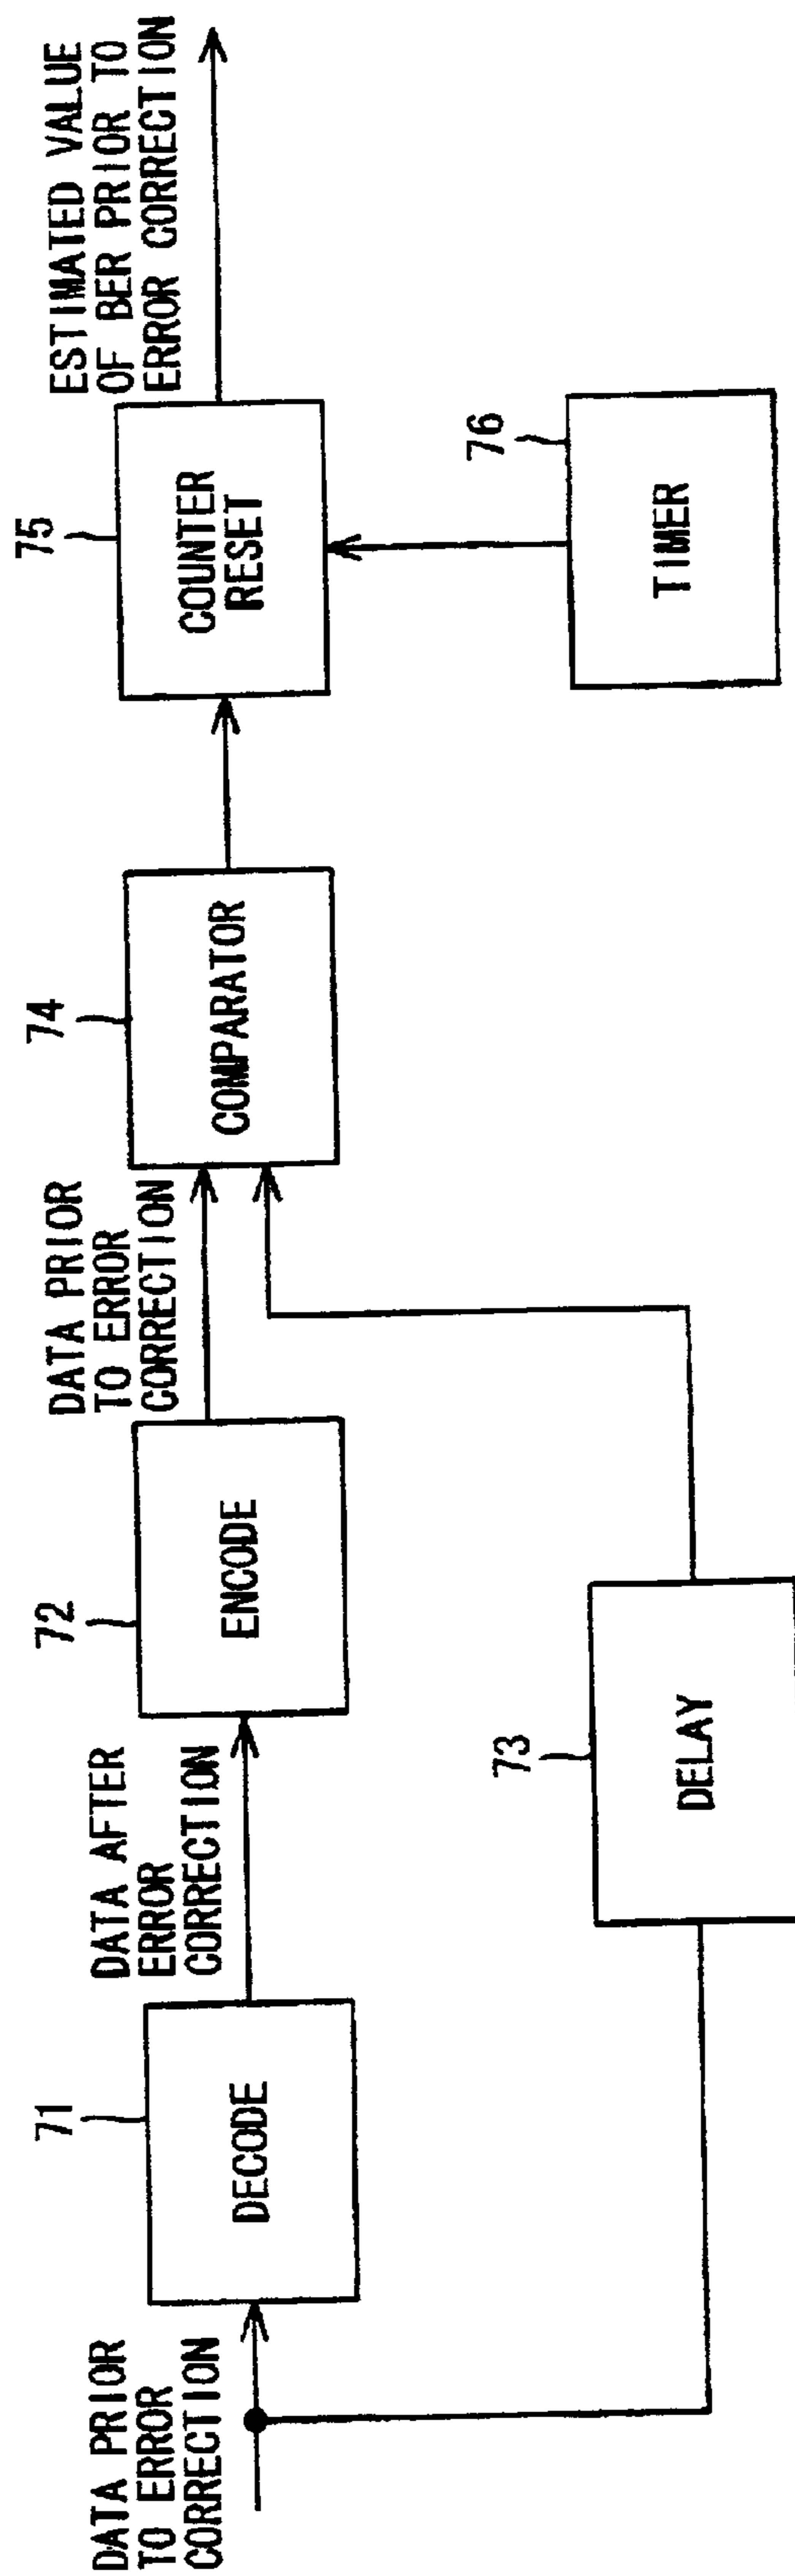 DATA PRIOR
TO ERROR
CORRECTION
71
DECODE
DATA AFTER
ERROR
CORRECTION
72
ENCODE
73
DELAY
DATA PRIOR
TO ERROR
CORRECTION
74
COMPARATOR
75
COUNTER
RESET
76
TIMER
ESTIMATED VALUE
OF BER PRIOR TO
ERROR CORRECTION